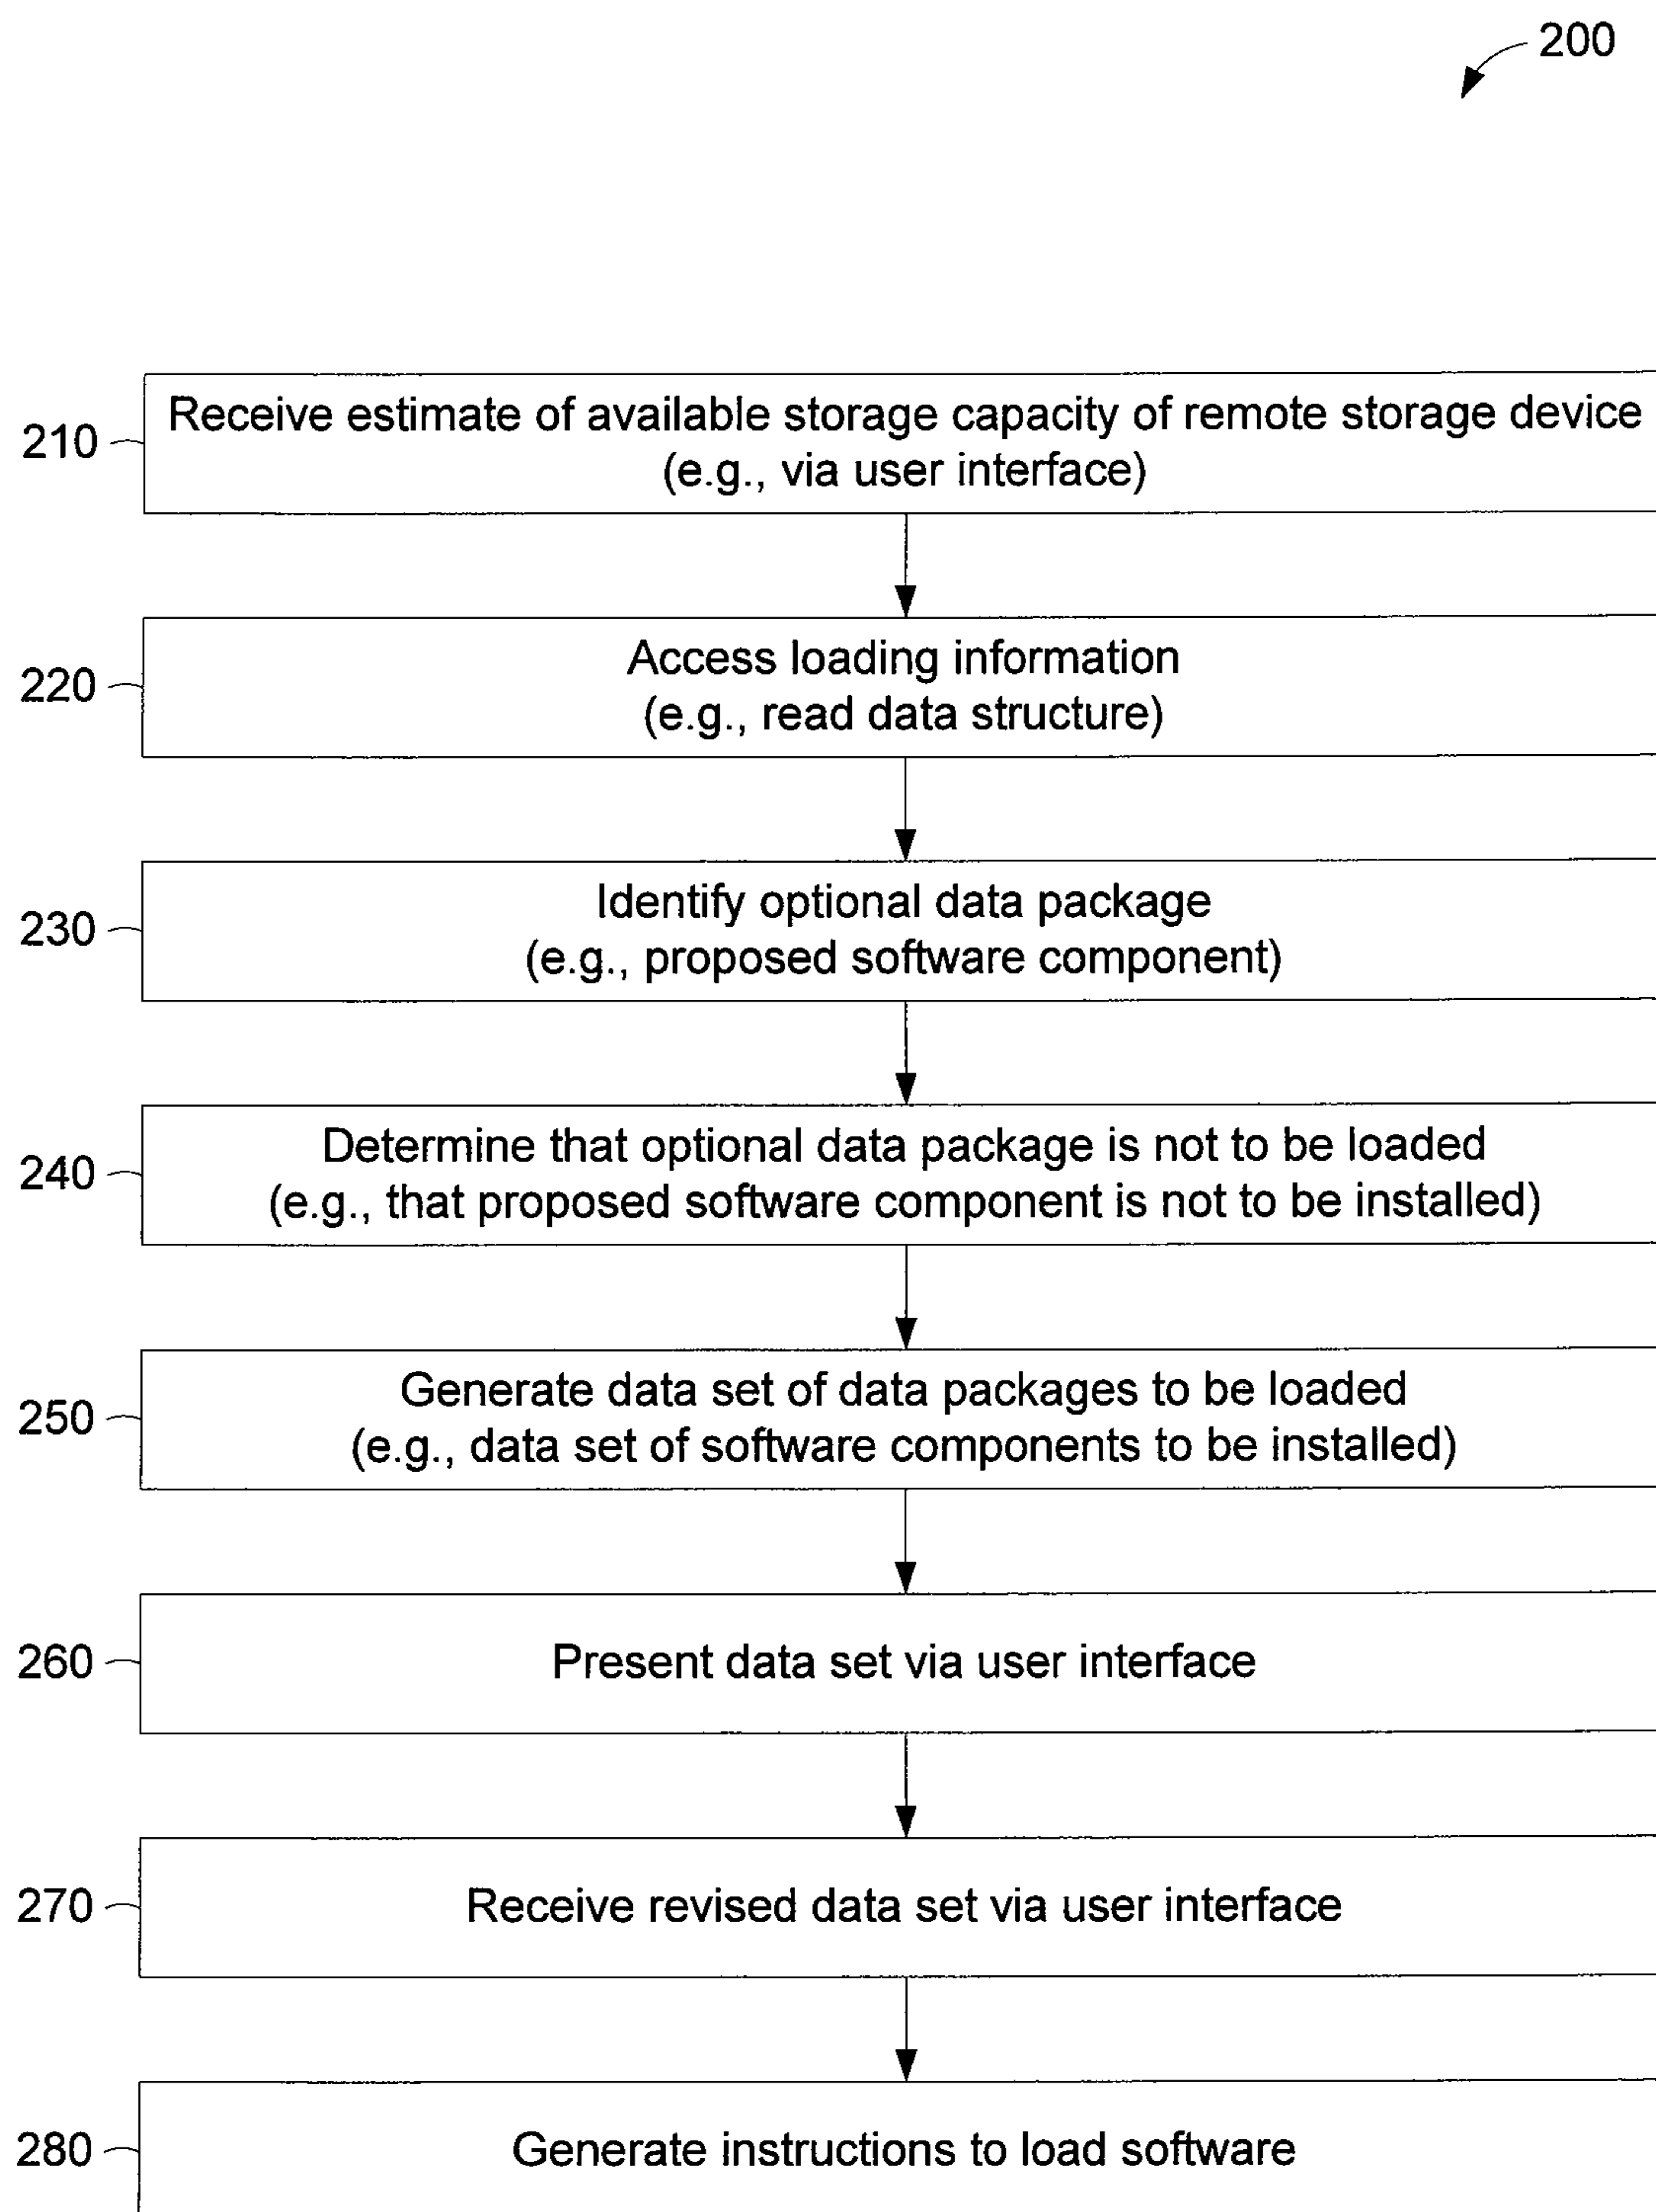 200
210
Receive estimate of available storage capacity of remote storage device
(e.g., via user interface)
220
Access loading information
(e.g., read data structure)
230
Identify optional data package
(e.g., proposed software component)
240
Determine that optional data package is not to be loaded
(e.g., that proposed software component is not to be installed)
250
Generate data set of data packages to be loaded
(e.g., data set of software components to be installed)
260
Present data set via user interface
270
Receive revised data set via user interface
280
Generate instructions to load software